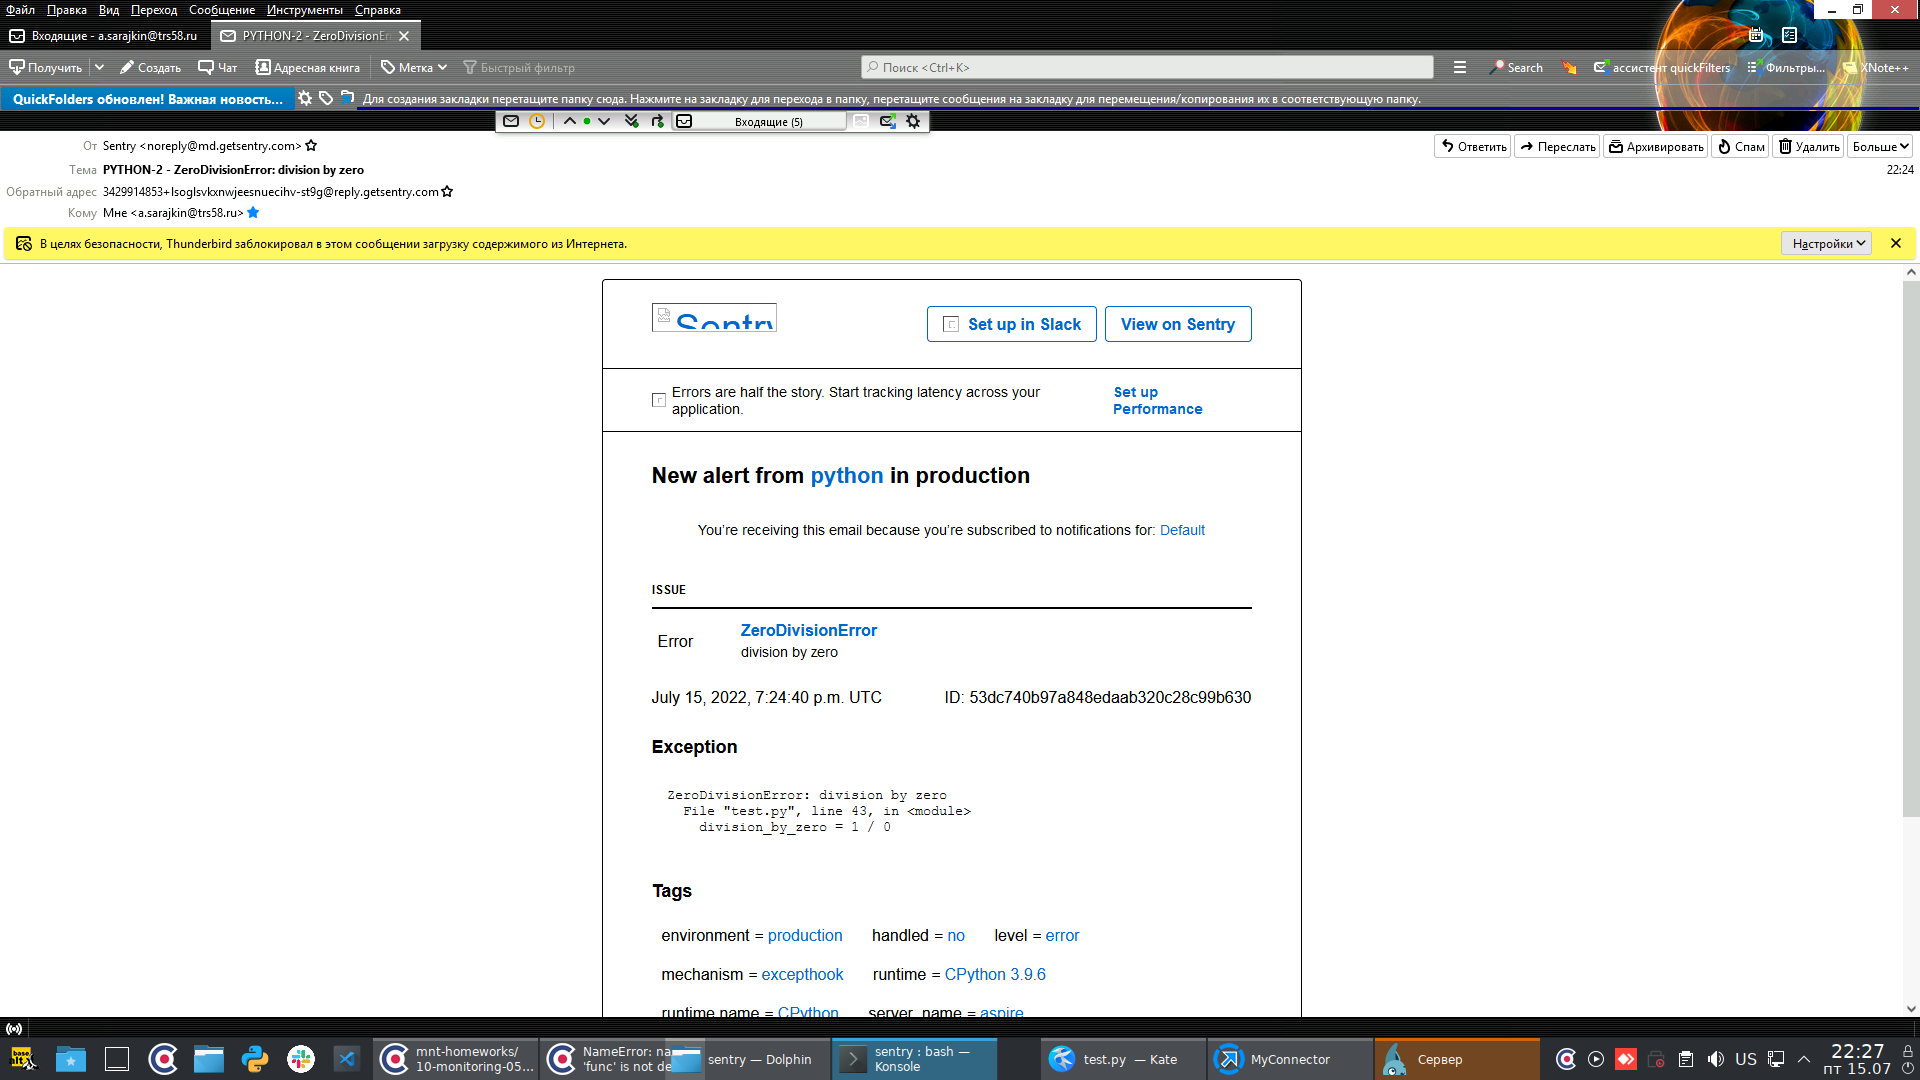 Файл Правка Вид Переход Сообщение Инструменты Справка
Входящие - a.sarajkin@trs58.ru PYTHON-2 - ZeroDivisionEr
Получить Создать Чат Адресная книга Метка Быстрый фильтр Поиск <Ctrl+K> Search ассистент quickFilters Фильтры... XNote++
QuickFolders обновлен! Важная новость... Для создания закладки перетащите папку сюда. Нажмите на закладку для перехода в папку, перетащите сообщения на закладку для перемещения/копирования их в соответствующую папку.
Входящие (5)
От Sentry <noreply@md.getsentry.com> Ответить Переслать Архивировать Спам Удалить Больше
Тема PYTHON-2 - ZeroDivisionError: division by zero 22:24
Обратный адрес 3429914853+lsoglsvkxnwjeesnuecihv-st9g@reply.getsentry.com
Кому Мне <a.sarajkin@trs58.ru>
В целях безопасности, Thunderbird заблокировал в этом сообщении загрузку содержимого из Интернета. Настройки
Sentry Set up in Slack View on Sentry
Errors are half the story. Start tracking latency across your application. Set up Performance
New alert from python in production
You're receiving this email because you're subscribed to notifications for: Default
ISSUE
Error ZeroDivisionError
division by zero
July 15, 2022, 7:24:40 p.m. UTC ID: 53dc740b97a848edaab320c28c99b630
Exception
ZeroDivisionError: division by zero
File "test.py", line 43, in <module>
division_by_zero = 1 / 0
Tags
environment = production handled = no level = error
mechanism = excepthook runtime = CPython 3.9.6
runtime.name = CPython server_name = aspire
base alt mnt-homeworks/ 10-monitoring-05... NameError: na 'func' is not de sentry — Dolphin sentry : bash — Konsole test.py — Kate MyConnector Сервер US 22:27
пт 15.07